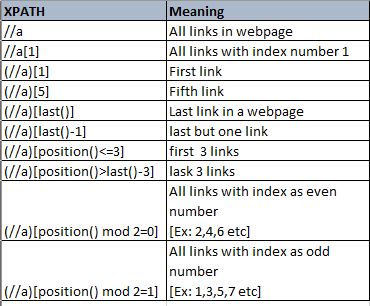 XPATH Meaning
//a All links in webpage
//a[1] All links with index number 1
(//a)[1] First link
(//a)[5] Fifth link
(//a)[last()] Last link in a webpage
(//a)[last()-1] last but one link
(//a)[position()<=3] first  3 links
(//a)[position()>last()-3] lask 3 links
All links with index as even
number
(//a)[position() mod 2=0] [Ex: 2,4,6 etc]
All links with index as odd
number
(//a)[position() mod 2=1] [Ex: 1,3,5,7 etc]